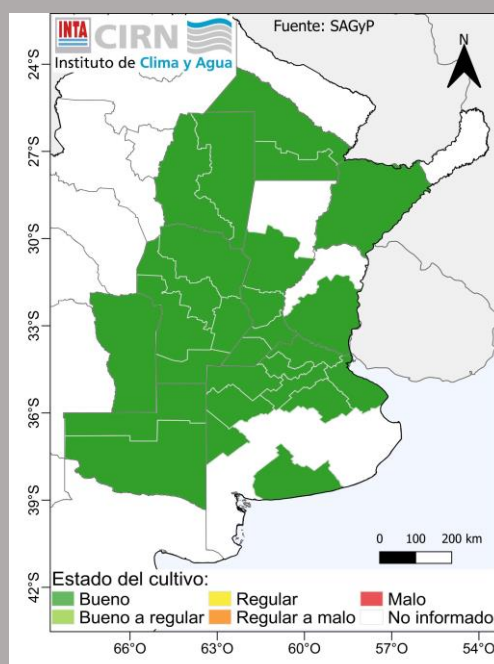 INTA CIRN
Instituto de Clima y Agua
Fuente: SAGyP
N
24°S
27°S
30°S
33°S
36°S
39°S
42°S
0 100 200 km
Estado del cultivo:
Bueno Regular Malo
Bueno a regular Regular a malo No informado
66°O 63°O 60°O 57°O 54°O